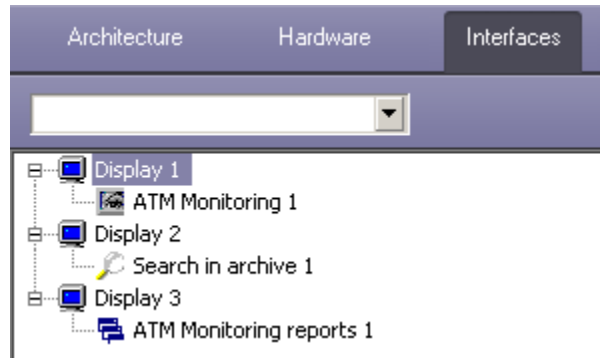 Architecture Hardware Interfaces
Display 1
ATM Monitoring 1
Display 2
Search in archive 1
Display 3
ATM Monitoring reports 1